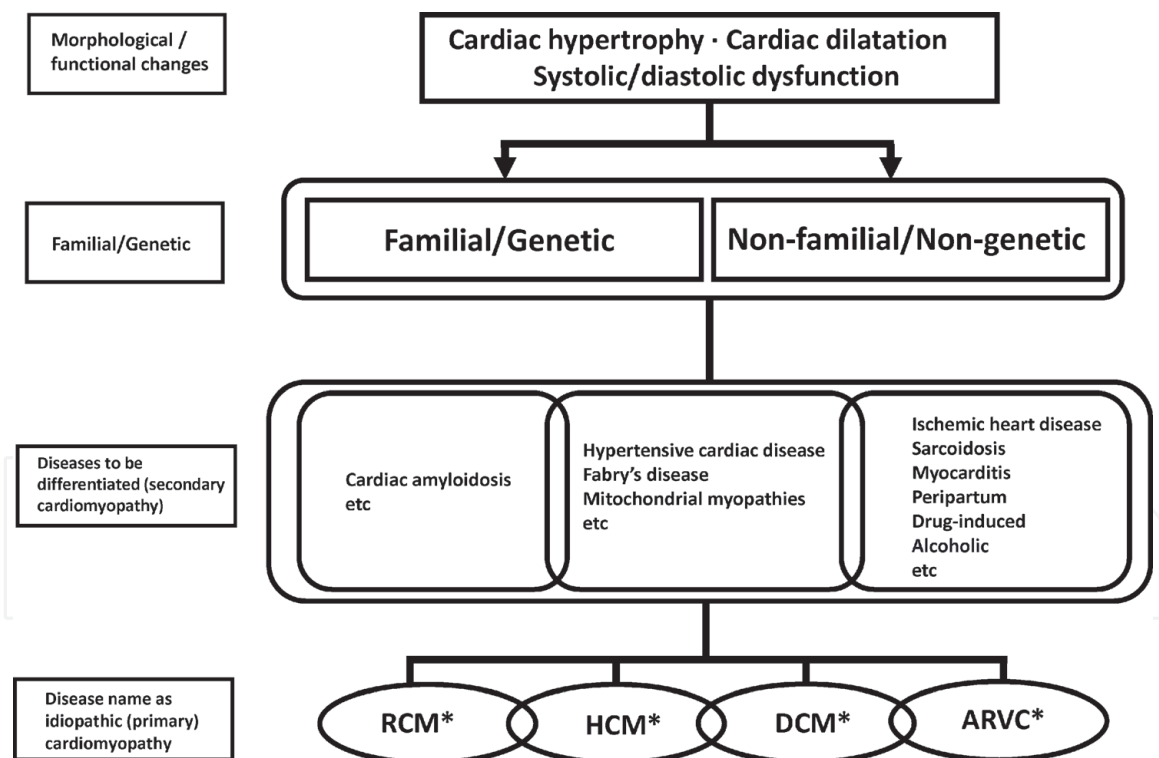 Morphological /
functional changes
Cardiac hypertrophy · Cardiac dilatation
Systolic/diastolic dysfunction
Familial/Genetic
Familial/Genetic
Non-familial/Non-genetic
Diseases to be
differentiated (secondary
cardiomyopathy)
Cardiac amyloidosis
etc
Hypertensive cardiac disease
Fabry's disease
Mitochondrial myopathies
etc
Ischemic heart disease
Sarcoidosis
Myocarditis
Peripartum
Drug-induced
Alcoholic
etc
Disease name as
idiopathic (primary)
cardiomyopathy
RCM*
HCM*
DCM*
ARVC*